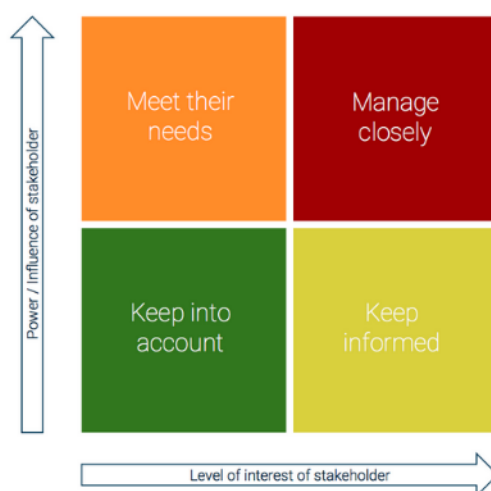 Power / Influence of stakeholder
Meet their
needs
Manage
closely
Keep into
account
Keep
informed
Level of interest of stakeholder